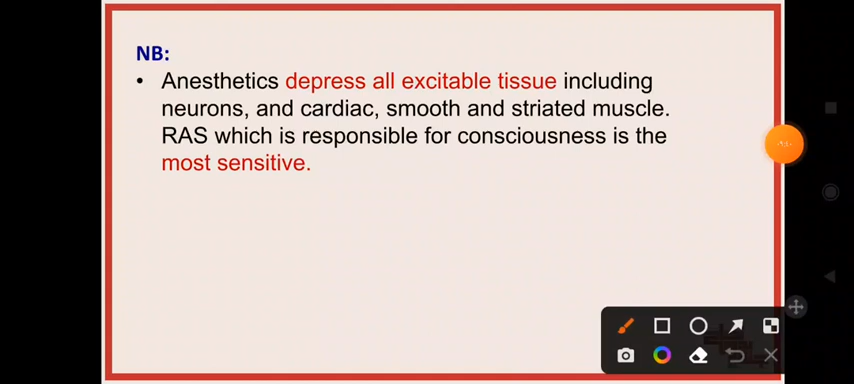 NB:
• Anesthetics depress all excitable tissue including
neurons, and cardiac, smooth and striated muscle.
RAS which is responsible for consciousness is the
most sensitive.